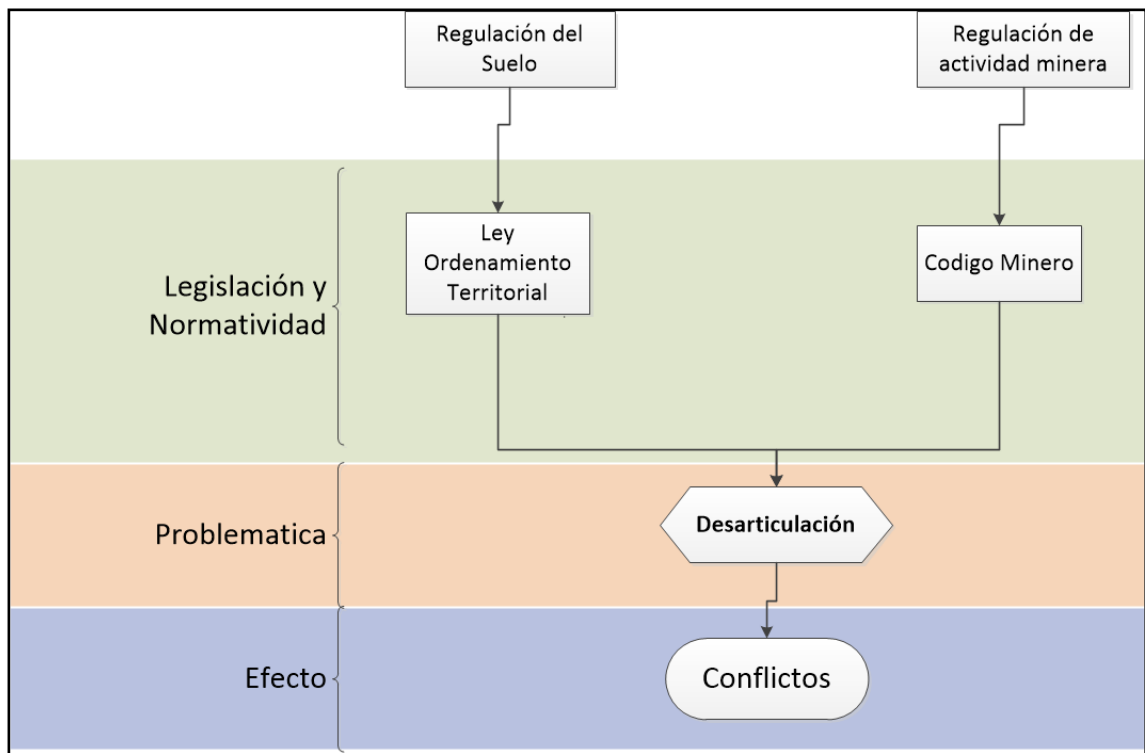 Regulación del
Suelo
Regulación de
actividad minera
Legislación y
Normatividad
Ley
Ordenamiento
Territorial
Codigo Minero
Problematica
Desarticulación
Efecto
Conflictos